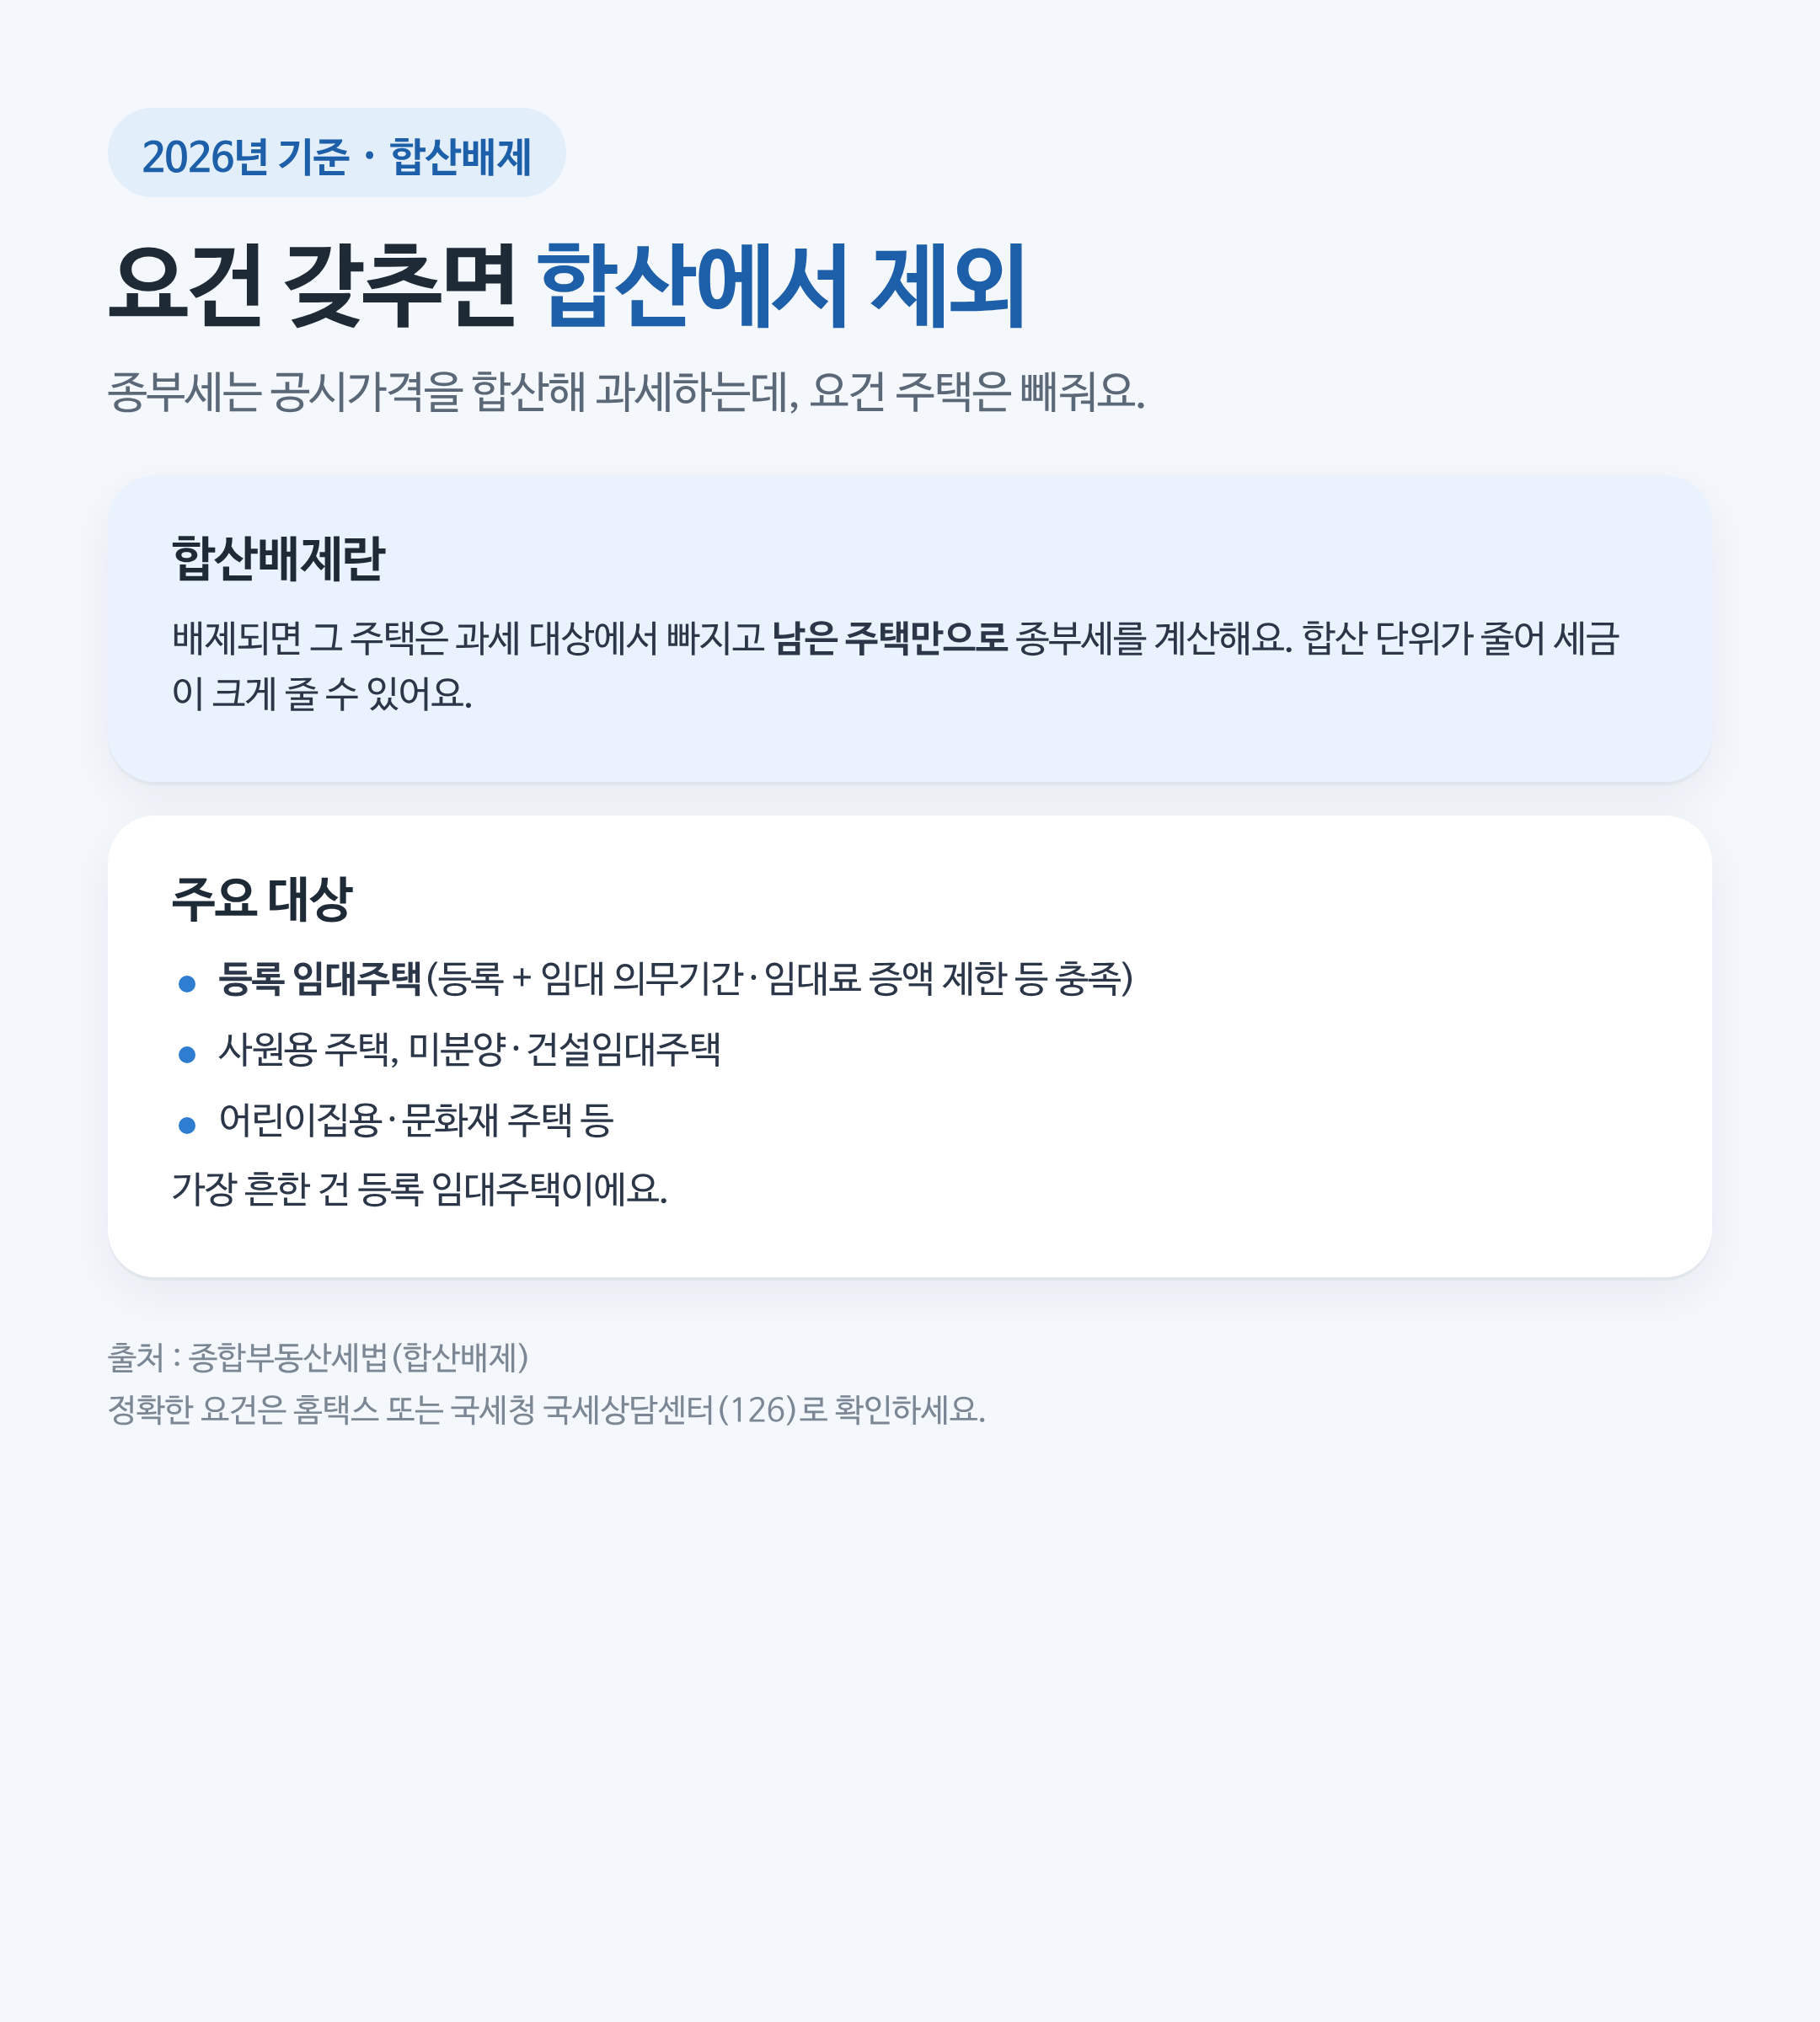 2026년 기준 · 합산배제
요건 갖추면 합산에서 제외
종부세는 공시가격을 합산해 과세하는데, 요건 주택은 빼줘요.
합산배제란
배제되면 그 주택은 과세 대상에서 빠지고 남은 주택만으로 종부세를 계산해요. 합산 단위가 줄어 세금
이 크게 줄 수 있어요.
주요 대상
• 등록 임대주택(등록 + 임대 의무기간·임대료 증액 제한 등 충족)
• 사원용 주택, 미분양·건설임대주택
• 어린이집용·문화재 주택 등
가장 흔한 건 등록 임대주택이에요.
출처 : 종합부동산세법(합산배제)
정확한 요건은 홈택스 또는 국세청 국세상담센터(126)로 확인하세요.